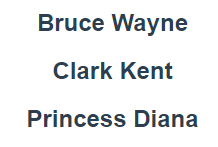 Bruce Wayne
Clark Kent
Princess Diana